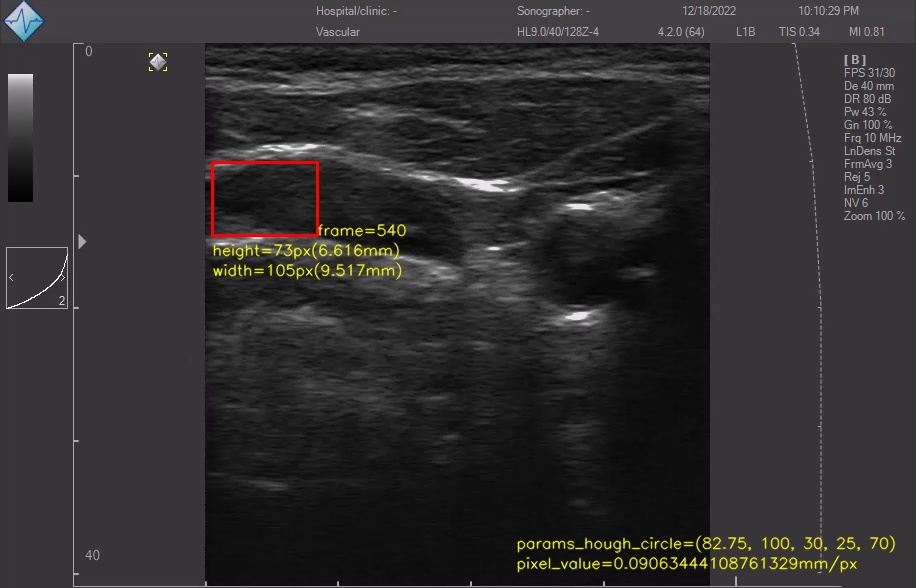 Hospital/clinic: - Sonographer: - 12/18/2022 10:10:29 PM
Vascular HL9.0/40/128Z-4 4.2.0 (64) L1B TIS 0.34 MI 0.81
0
[ B ]
FPS 31/30
De 40 mm
DR 80 dB
Pw 43 %
Gn 100 %
Frq 10 MHz
LnDens St
FrmAvg 3
Rej 5
ImEnh 3
NV 6
Zoom 100 %
frame=540
height=73px(6.616mm)
width=105px(9.517mm)
2
params_hough_circle=(82.75, 100, 30, 25, 70)
40
pixel_value=0.09063444108761329mm/px